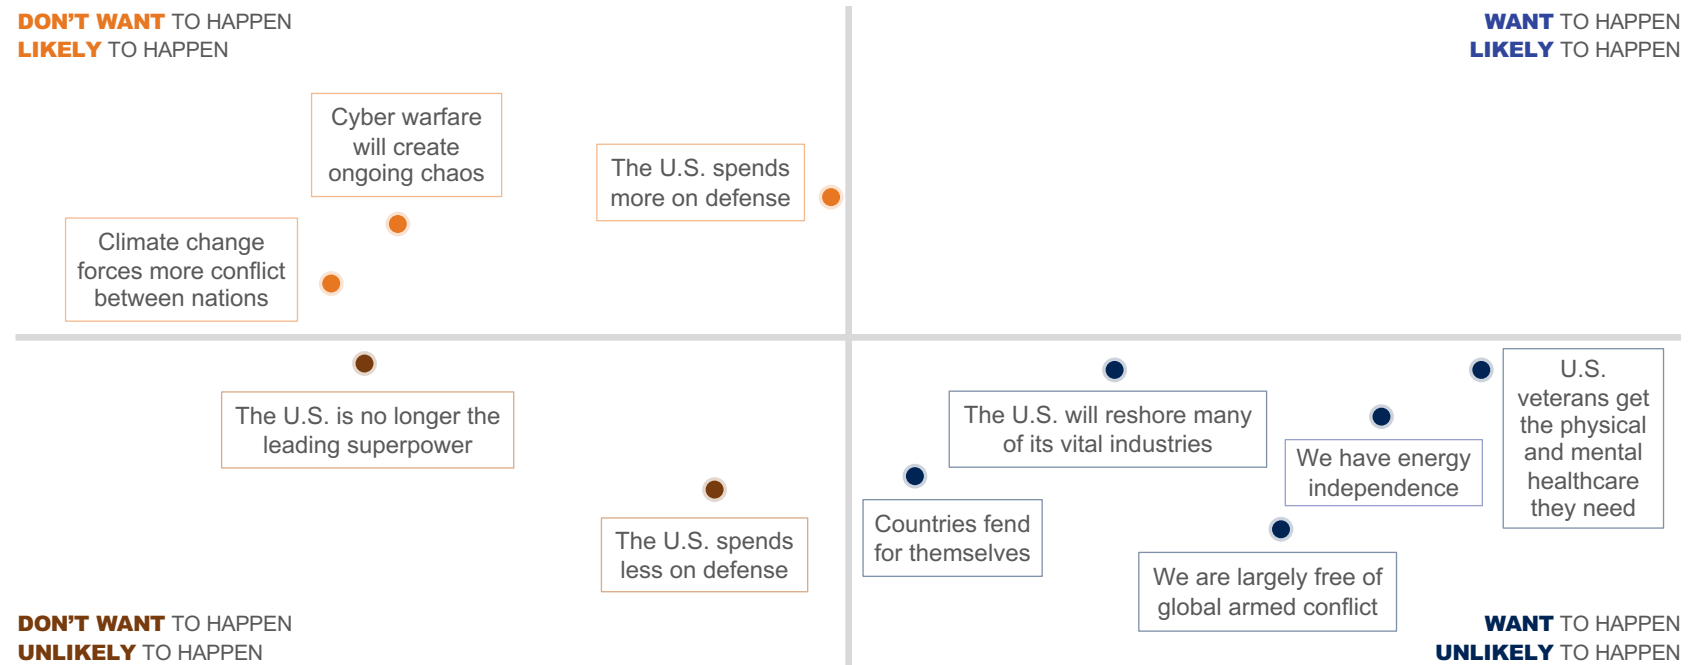 DON'T WANT TO HAPPEN
LIKELY TO HAPPEN
WANT TO HAPPEN
LIKELY TO HAPPEN
Cyber warfare
will create
ongoing chaos
The U.S. spends
more on defense
Climate change
forces more conflict
between nations
The U.S. is no longer the
leading superpower
The U.S. spends
less on defense
The U.S. will reshore many
of its vital industries
Countries fend
for themselves
We have energy
independence
We are largely free of
global armed conflict
U.S.
veterans get
the physical
and mental
healthcare
they need
DON'T WANT TO HAPPEN
UNLIKELY TO HAPPEN
WANT TO HAPPEN
UNLIKELY TO HAPPEN